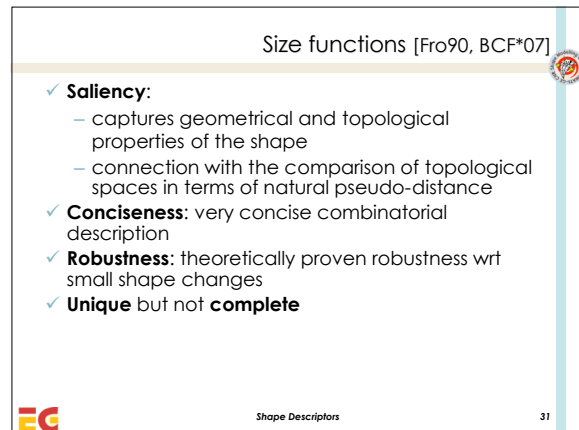 Size functions [Fro90, BCF*07]
✓ Saliency:
– captures geometrical and topological
properties of the shape
– connection with the comparison of topological
spaces in terms of natural pseudo-distance
✓ Conciseness: very concise combinatorial
description
✓ Robustness: theoretically proven robustness wrt
small shape changes
✓ Unique but not complete
EG
Shape Descriptors
31